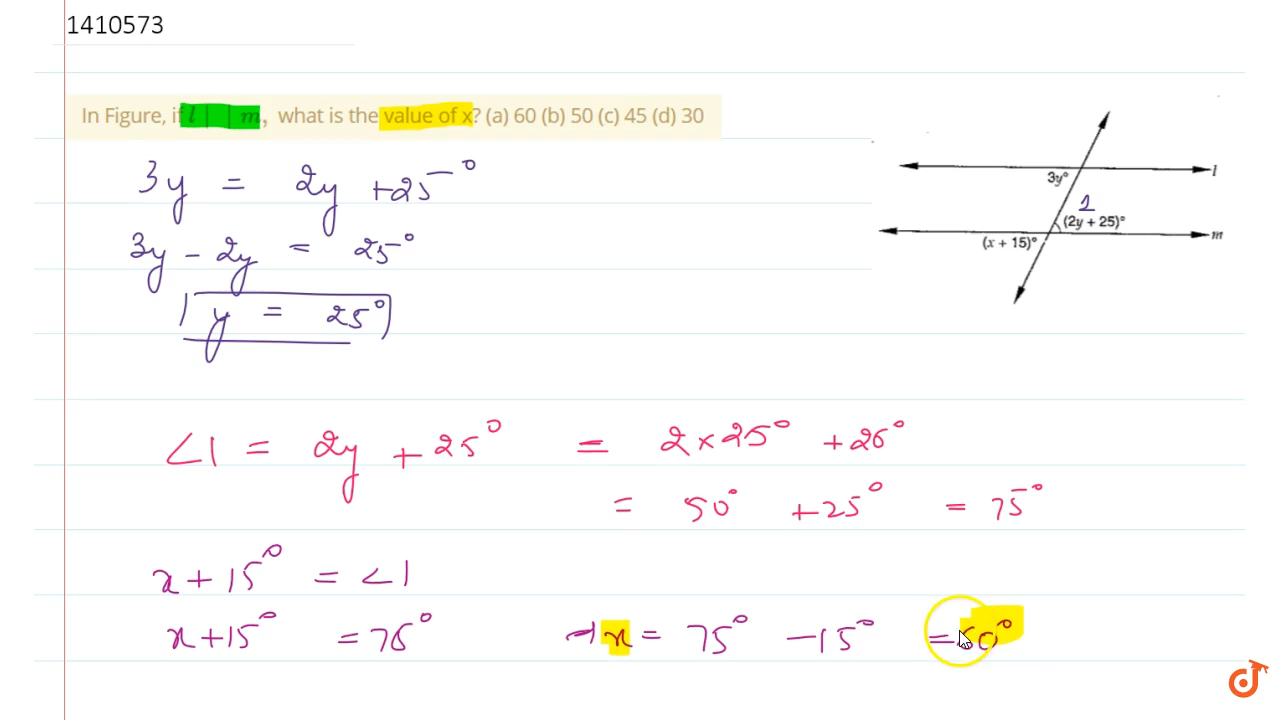 1410573
In Figure, if l || m, what is the value of x? (a) 60 (b) 50 (c) 45 (d) 30
3y = 2y + 25°
3y - 2y = 25°
y = 25°
l
3y°
1
(2y + 25)°
m
(x + 15)°
∠1 = 2y + 25° = 2 × 25° + 25°
= 50° + 25° = 75°
x + 15° = ∠1
x + 15° = 75° ⇒ x = 75° - 15° = 60°